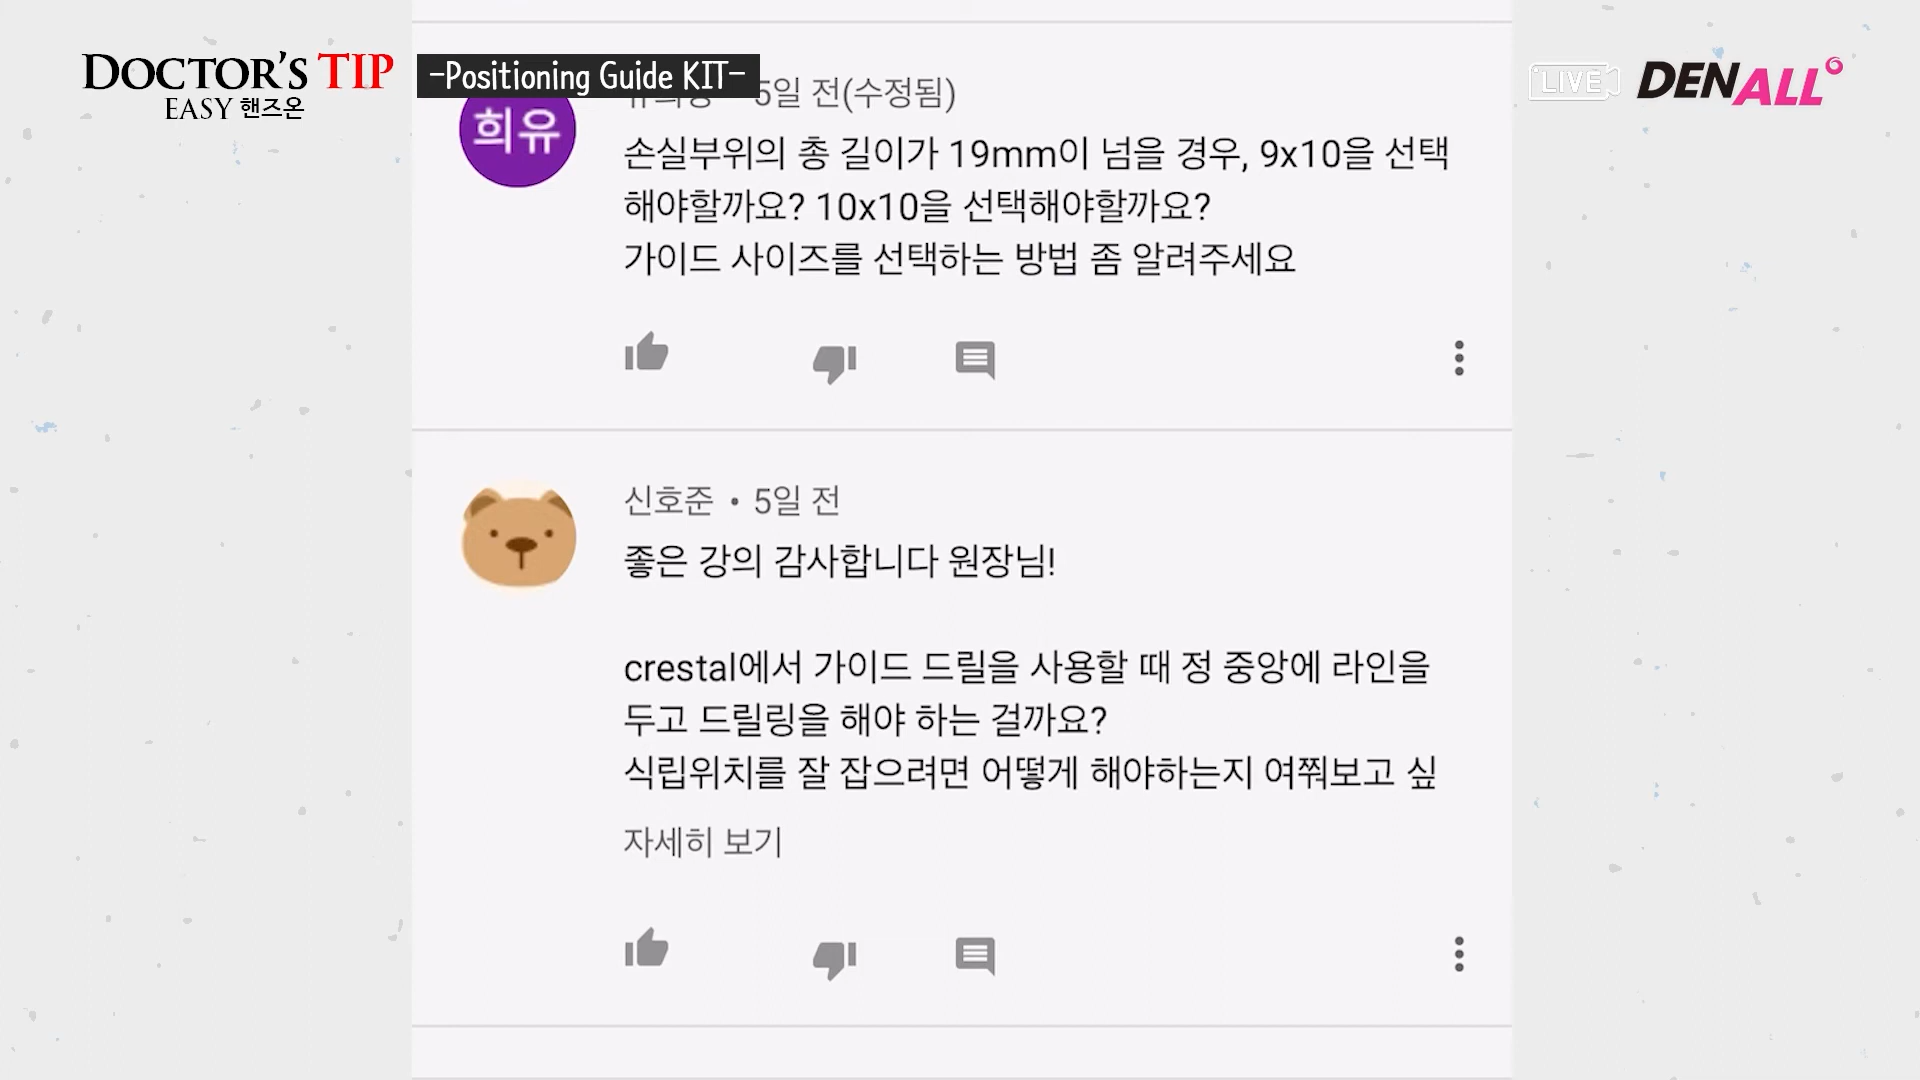 DOCTOR'S TIP
EASY 핸즈온
-Positioning Guide KIT-
LIVE
DENALL
희유
5일 전(수정됨)
손실부위의 총 길이가 19mm이 넘을 경우, 9x10을 선택
해야할까요? 10x10을 선택해야할까요?
가이드 사이즈를 선택하는 방법 좀 알려주세요
신호준 • 5일 전
좋은 강의 감사합니다 원장님!
crestal에서 가이드 드릴을 사용할 때 정 중앙에 라인을
두고 드릴링을 해야 하는 걸까요?
식립위치를 잘 잡으려면 어떻게 해야하는지 여쭤보고 싶
자세히 보기